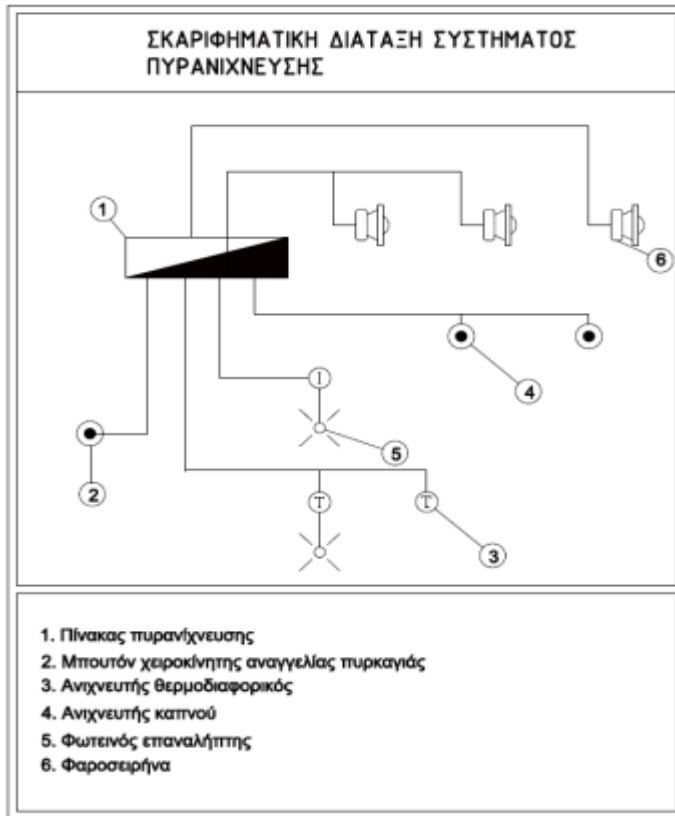 ΣΚΑΡΙΦΗΜΑΤΙΚΗ ΔΙΑΤΑΞΗ ΣΥΣΤΗΜΑΤΟΣ
ΠΥΡΑΝΙΧΝΕΥΣΗΣ
1
6
4
I
5
2
T
T
3
1. Πίνακας πυρανίχνευσης
2. Μπουτόν χειροκίνητης αναγγελίας πυρκαγιάς
3. Ανιχνευτής θερμοδιαφορικός
4. Ανιχνευτής καπνού
5. Φωτεινός επαναλήπτης
6. Φαροσειρήνα